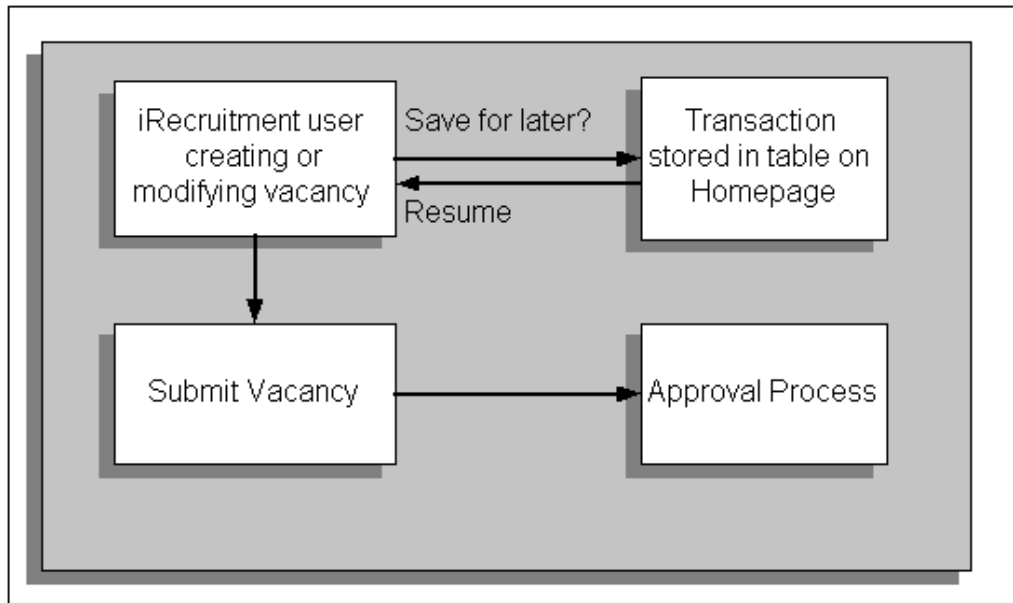 iRecruitment user
creating or
modifying vacancy
Save for later?
Resume
Transaction
stored in table on
Homepage
Submit Vacancy
Approval Process